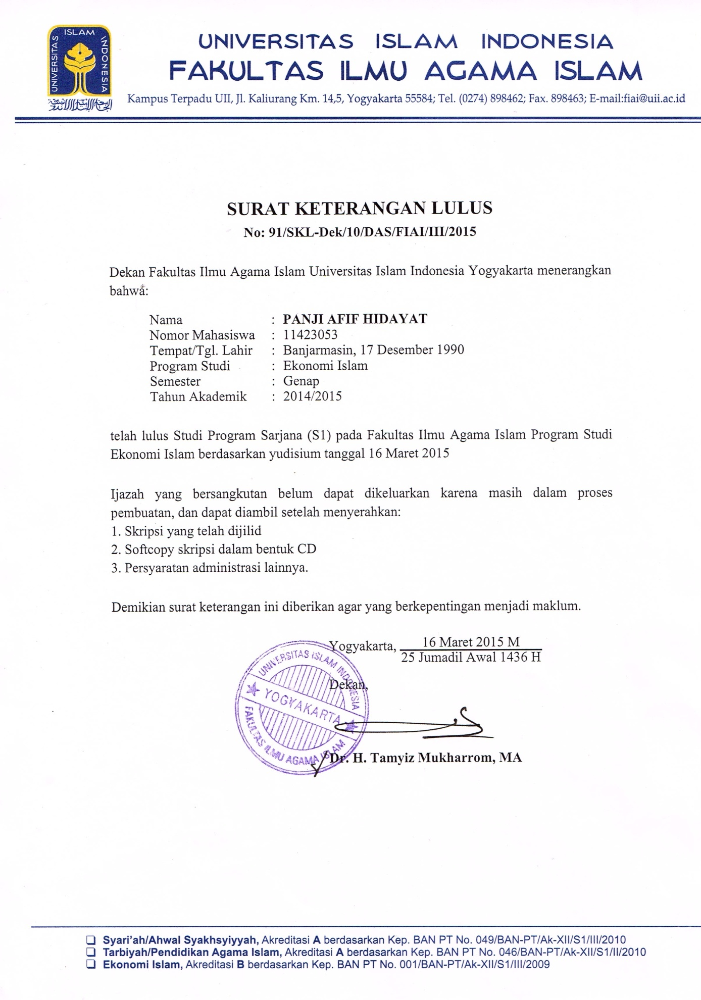 UNIVERSITAS ISLAM INDONESIA
UNIVERSITAS ISLAM INDONESIA
FAKULTAS ILMU AGAMA ISLAM
Kampus Terpadu UII, Jl. Kaliurang Km. 14,5, Yogyakarta 55584; Tel. (0274) 898462; Fax. 898463; E-mail:fiai@uii.ac.id
SURAT KETERANGAN LULUS
No: 91/SKL-Dek/10/DAS/FIAI/III/2015
Dekan Fakultas Ilmu Agama Islam Universitas Islam Indonesia Yogyakarta menerangkan
bahwa:
Nama : PANJI AFIF HIDAYAT
Nomor Mahasiswa : 11423053
Tempat/Tgl. Lahir : Banjarmasin, 17 Desember 1990
Program Studi : Ekonomi Islam
Semester : Genap
Tahun Akademik : 2014/2015
telah lulus Studi Program Sarjana (S1) pada Fakultas Ilmu Agama Islam Program Studi
Ekonomi Islam berdasarkan yudisium tanggal 16 Maret 2015
Ijazah yang bersangkutan belum dapat dikeluarkan karena masih dalam proses
pembuatan, dan dapat diambil setelah menyerahkan:
1. Skripsi yang telah dijilid
2. Softcopy skripsi dalam bentuk CD
3. Persyaratan administrasi lainnya.
Demikian surat keterangan ini diberikan agar yang berkepentingan menjadi maklum.
Yogyakarta, 16 Maret 2015 M
25 Jumadil Awal 1436 H
Dekan,
UNIVERSITAS ISLAM INDONESIA
YOGYAKARTA
FAKULTAS ILMU AGAMA ISLAM
Dr. H. Tamyiz Mukharrom, MA
Syari'ah/Ahwal Syakhsyiyyah, Akreditasi A berdasarkan Kep. BAN PT No. 049/BAN-PT/Ak-XII/S1/III/2010
Tarbiyah/Pendidikan Agama Islam, Akreditasi A berdasarkan Kep. BAN PT No. 046/BAN-PT/Ak-XII/S1/II/2010
Ekonomi Islam, Akreditasi B berdasarkan Kep. BAN PT No. 001/BAN-PT/Ak-XII/S1/III/2009